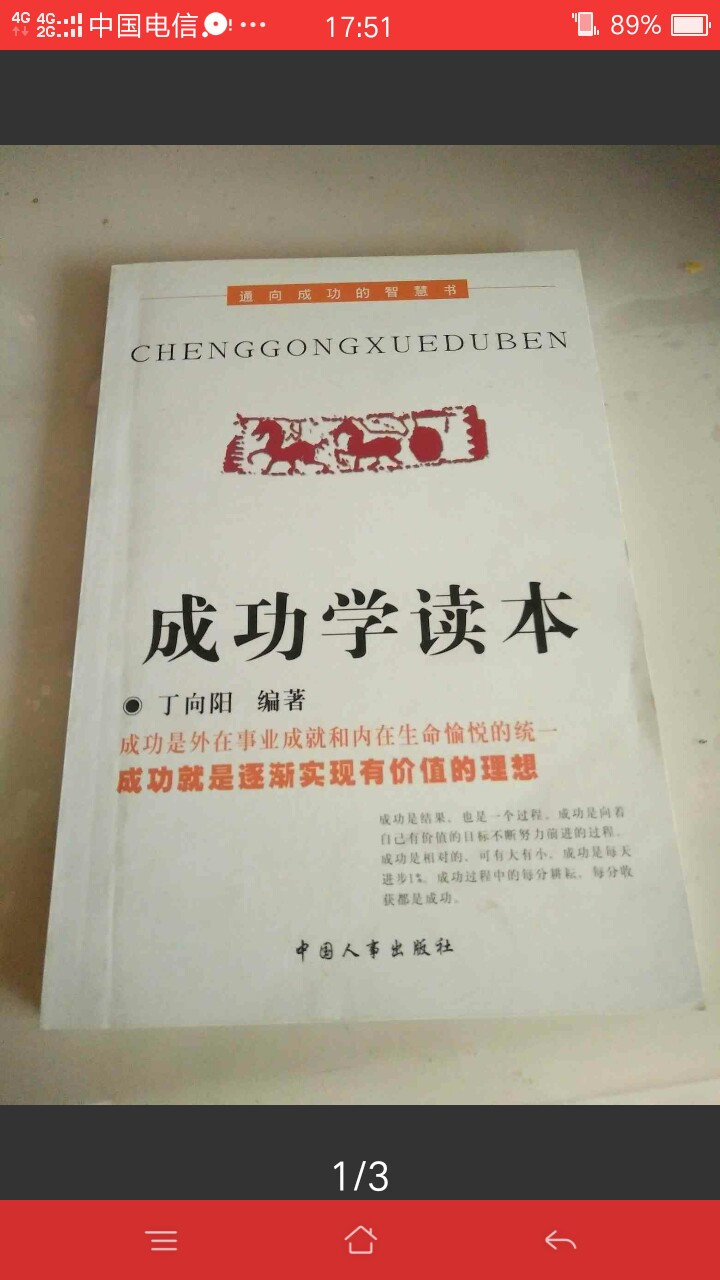 4G 4G 2G 中国电信 ! ··· 17:51 89%
通向成功的智慧书
CHENGGONGXUEDUBEN
成功学读本
丁向阳 编著
成功是外在事业成就和内在生命愉悦的统一
成功就是逐渐实现有价值的理想
成功是结果，也是一个过程。成功是向着
自己有价值的目标不断努力前进的过程。
成功是相对的，可有大有小。成功是每天
进步1%。成功过程中的每分耕耘，每分收
获都是成功。
中国人事出版社
1/3